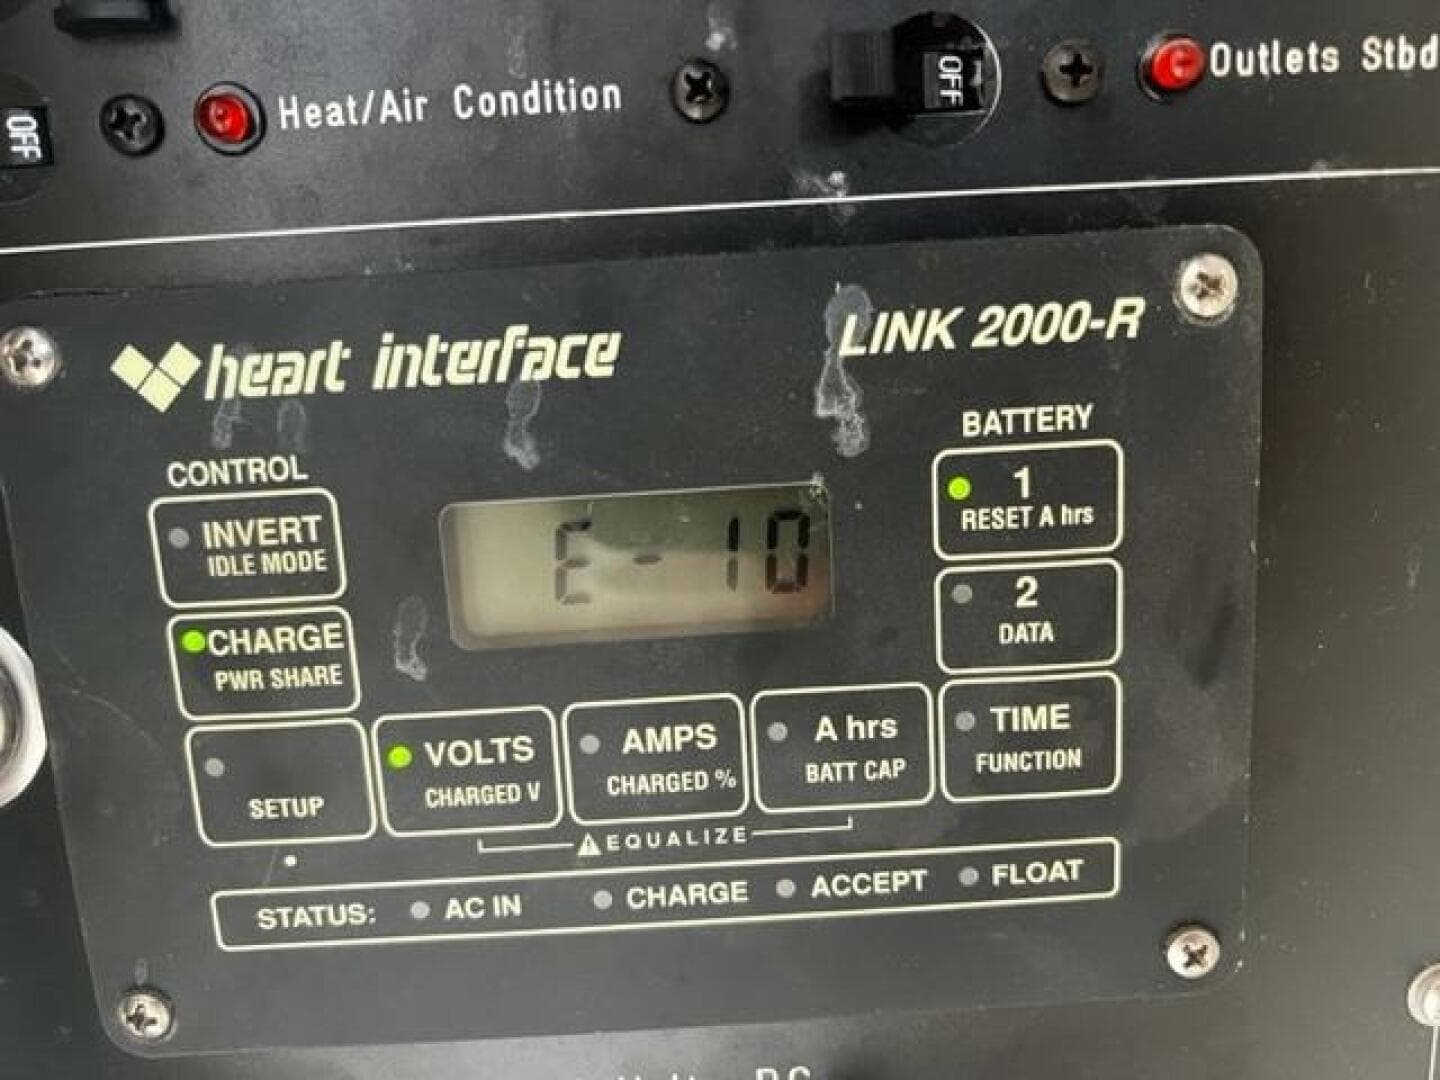 OFF
Heat/Air Condition
OFF
Outlets Stbd
heart interface
LINK 2000-R
CONTROL
INVERT
IDLE MODE
CHARGE
PWR SHARE
SETUP
E-10
BATTERY
1
RESET A hrs
2
DATA
VOLTS
CHARGED V
AMPS
CHARGED %
A hrs
BATT CAP
TIME
FUNCTION
EQUALIZE
STATUS: AC IN CHARGE ACCEPT FLOAT